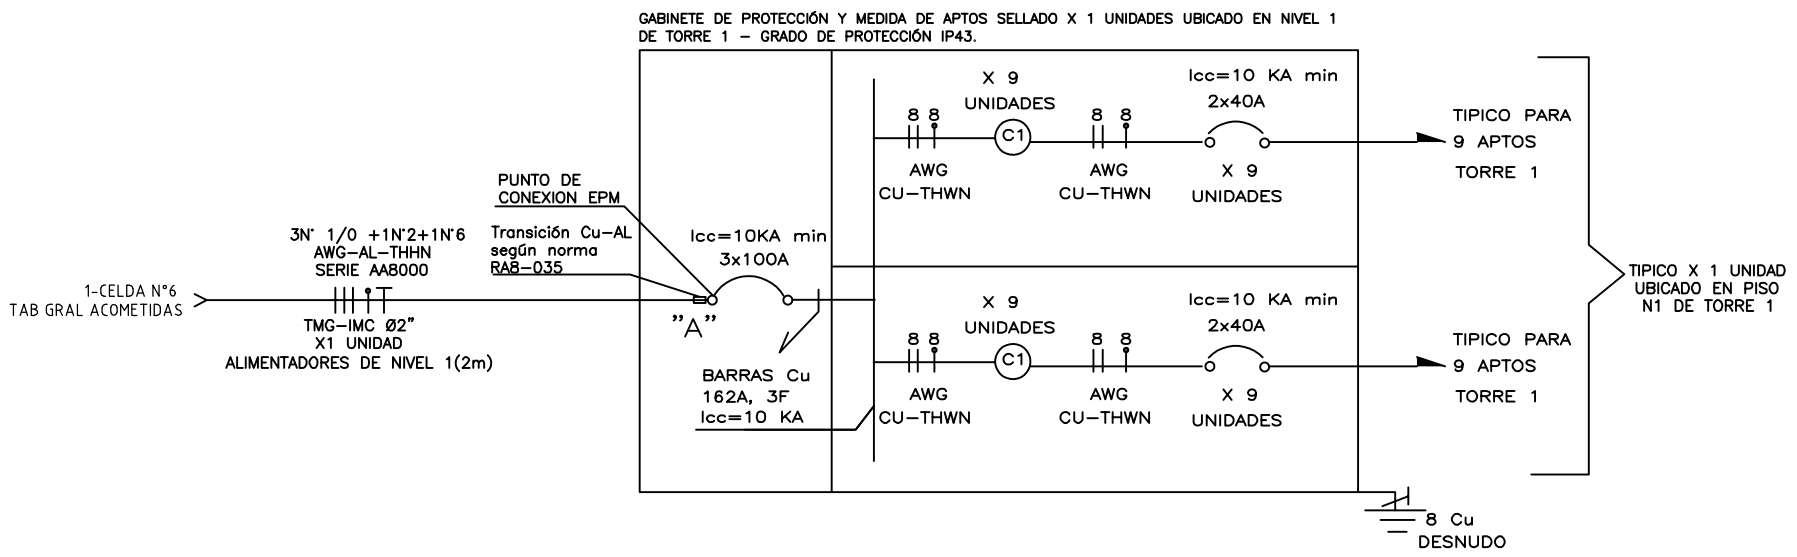 GABINETE DE PROTECCIÓN Y MEDIDA DE APTOS SELLADO X 1 UNIDADES UBICADO EN NIVEL 1
DE TORRE 1 – GRADO DE PROTECCIÓN IP43.
1-CELDA N°6
TAB GRAL ACOMETIDAS
3N° 1/0 +1N°2+1N°6
AWG-AL-THHN
SERIE AA8000
TMG-IMC Ø2"
X1 UNIDAD
ALIMENTADORES DE NIVEL 1(2m)
PUNTO DE
CONEXION EPM
Transición Cu-AL
según norma
RA8-035
"A"
Icc=10KA min
3x100A
BARRAS Cu
162A, 3F
Icc=10 KA
X 9
UNIDADES
8 8
C1
AWG
CU-THWN
8 8
AWG
CU-THWN
Icc=10 KA min
2x40A
X 9
UNIDADES
TIPICO PARA
9 APTOS
TORRE 1
X 9
UNIDADES
8 8
C1
AWG
CU-THWN
8 8
AWG
CU-THWN
Icc=10 KA min
2x40A
X 9
UNIDADES
TIPICO PARA
9 APTOS
TORRE 1
TIPICO X 1 UNIDAD
UBICADO EN PISO
N1 DE TORRE 1
8 Cu
DESNUDO